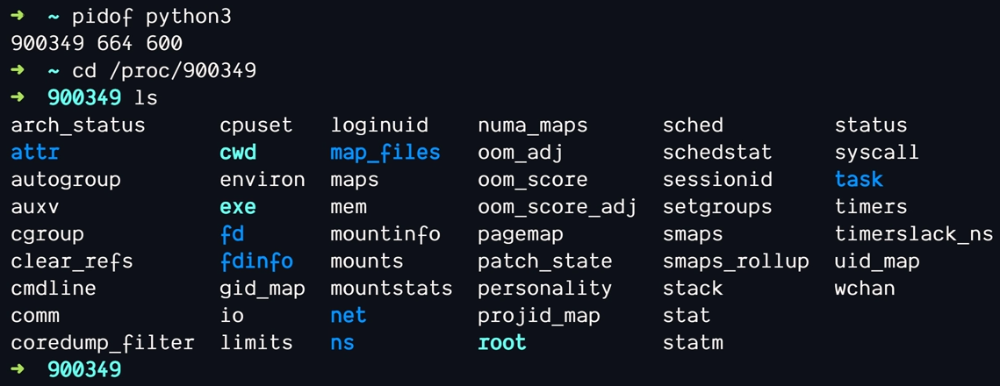 ➜ ~ pidof python3
900349 664 600
➜ ~ cd /proc/900349
➜ 900349 ls
arch_status cpuset loginuid numa_maps sched status
attr cwd map_files oom_adj schedstat syscall
autogroup environ maps oom_score sessionid task
auxv exe mem oom_score_adj setgroups timers
cgroup fd mountinfo pagemap smaps timerslack_ns
clear_refs fdinfo mounts patch_state smaps_rollup uid_map
cmdline gid_map mountstats personality stack wchan
comm io net projid_map stat
coredump_filter limits ns root statm
➜ 900349